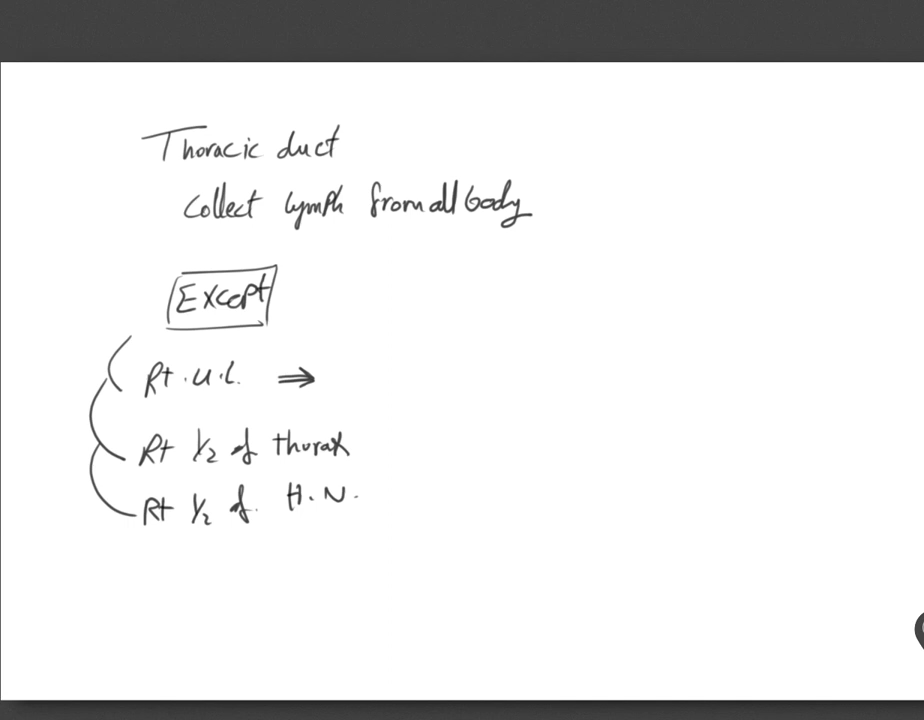 Thoracic duct
Collect lymph from all body
Except
Rt. U.L. ⇒
Rt 1/2 of thorax
Rt 1/2 of. H.N.